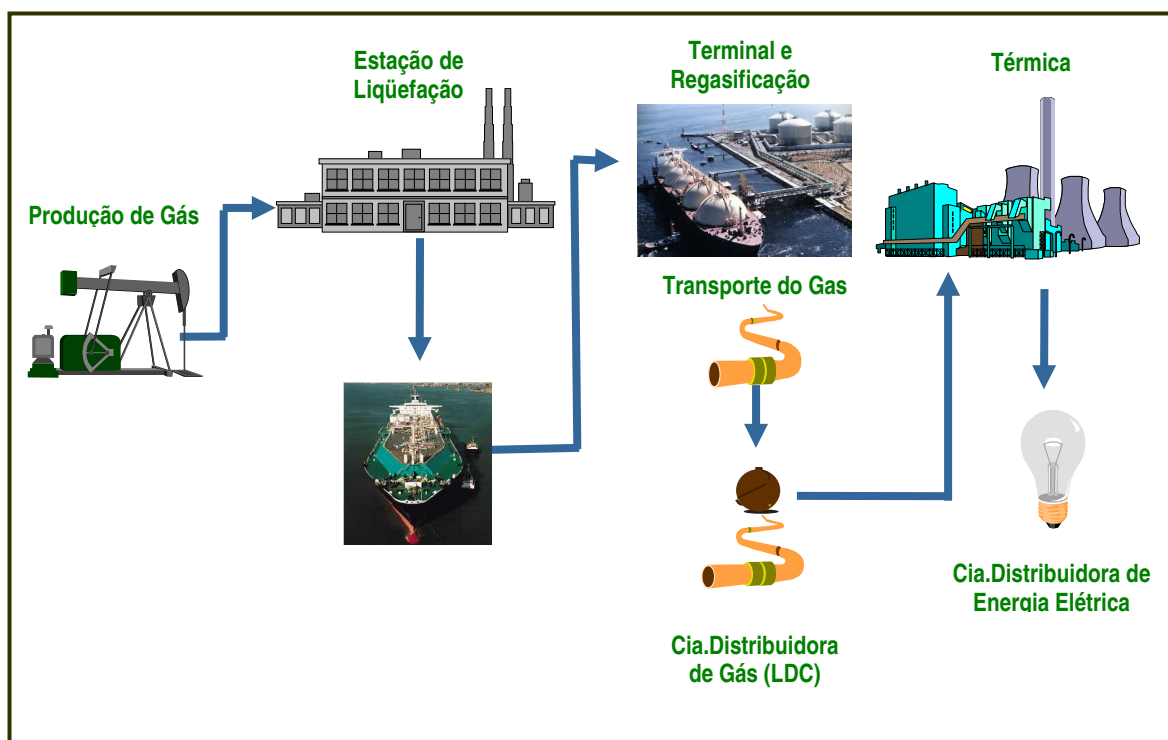 Produção de Gás
Estação de
Liqüefação
Terminal e
Regasificação
Transporte do Gas
Cia.Distribuidora
de Gás (LDC)
Térmica
Cia.Distribuidora de
Energia Elétrica